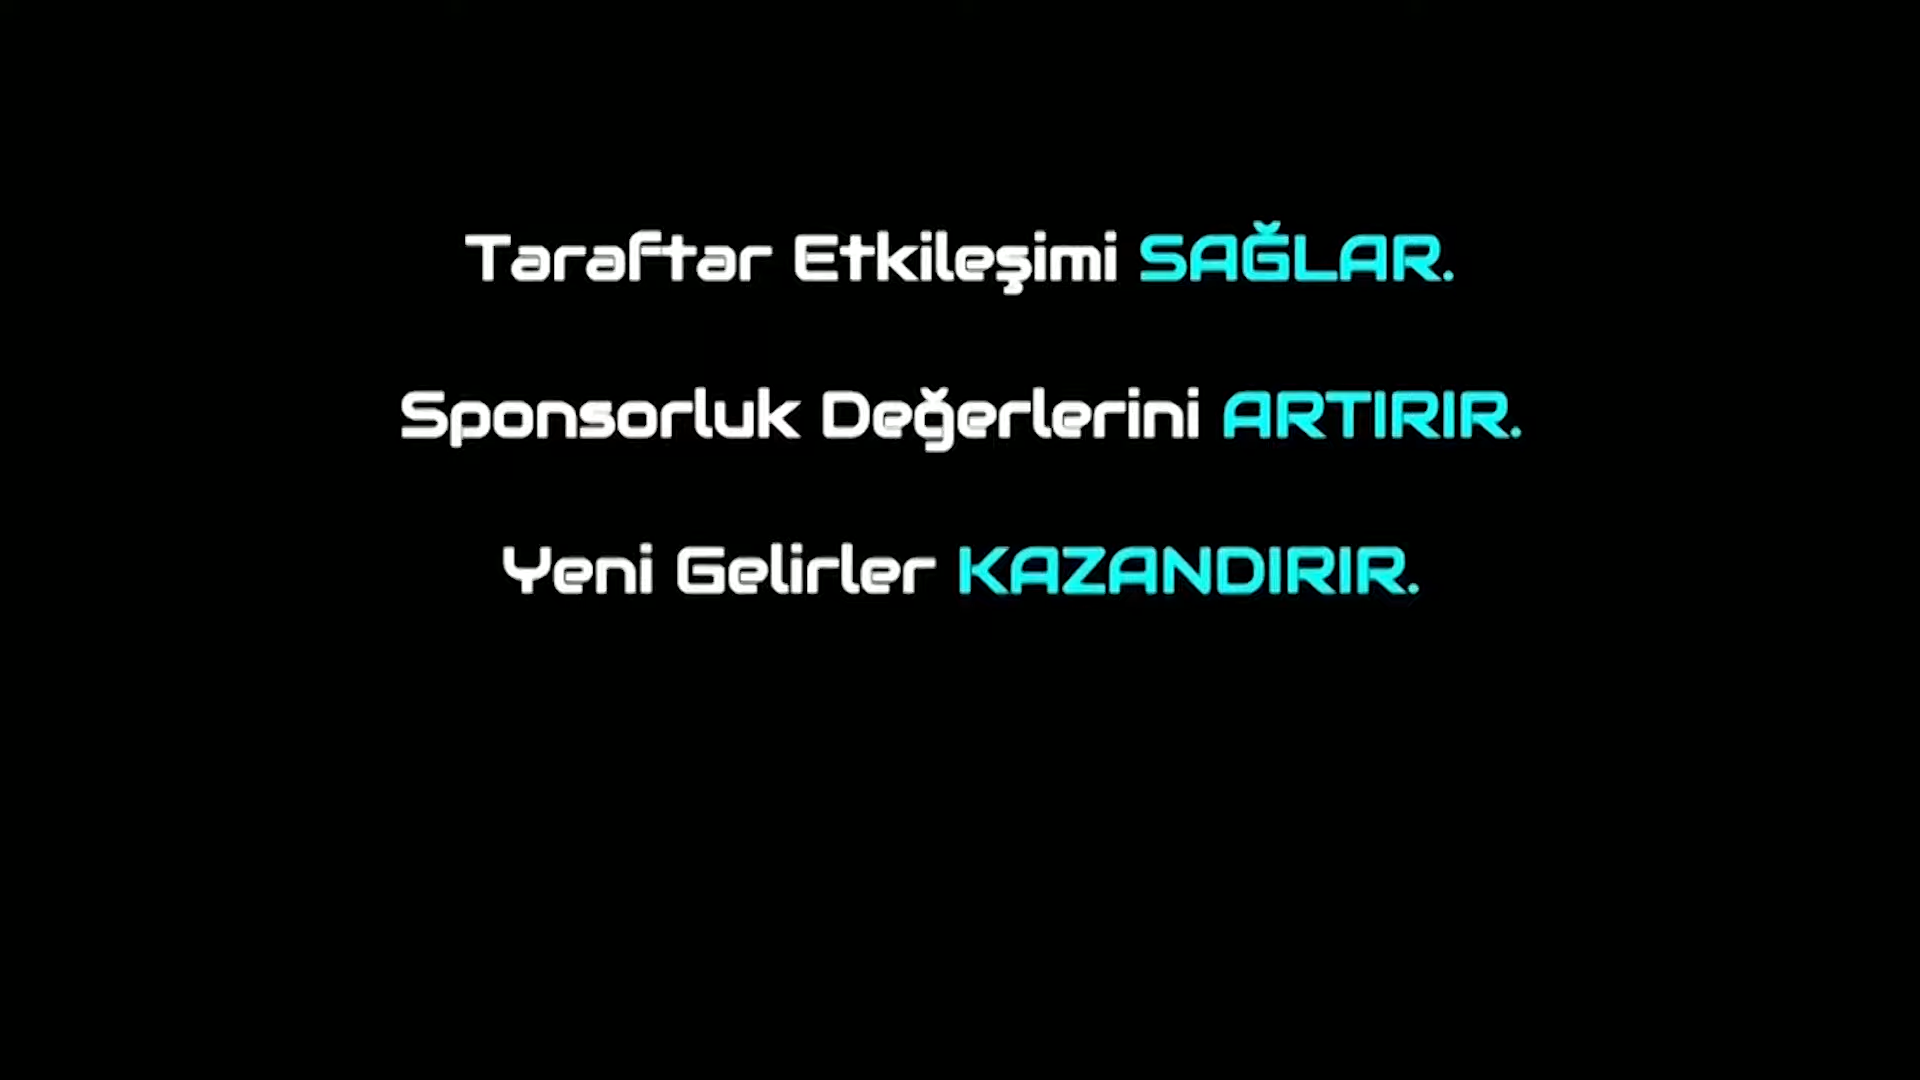 Taraftar Etkileşimi SAĞLAR.
Sponsorluk Değerlerini ARTIRIR.
Yeni Gelirler KAZANDIRIR.